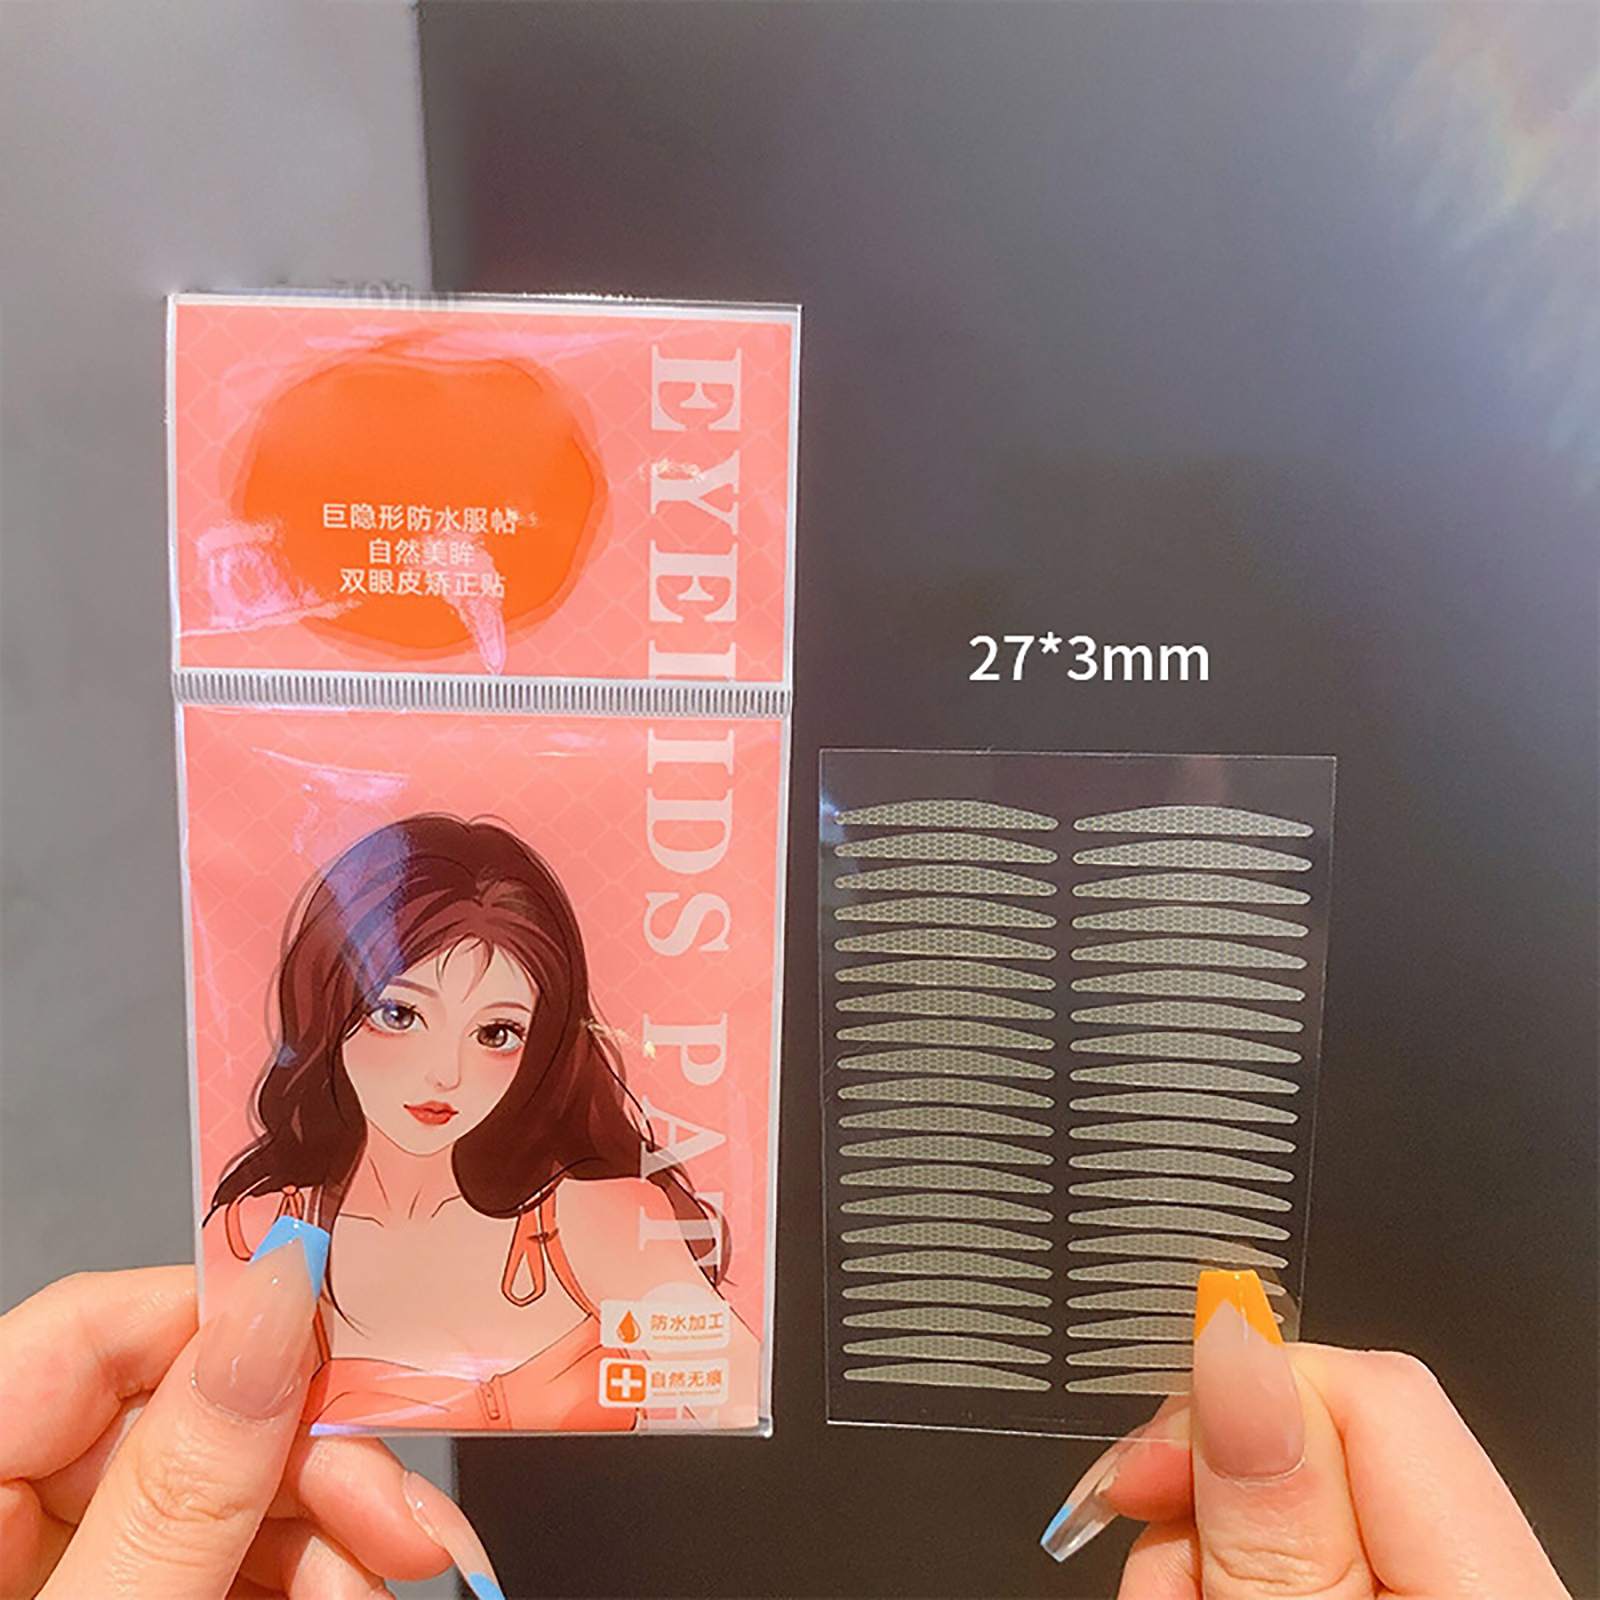 巨隐形防水服帖
自然美眸
双眼皮矫正贴
EYELIDS PATCH
27*3mm
防水加工
自然无痕